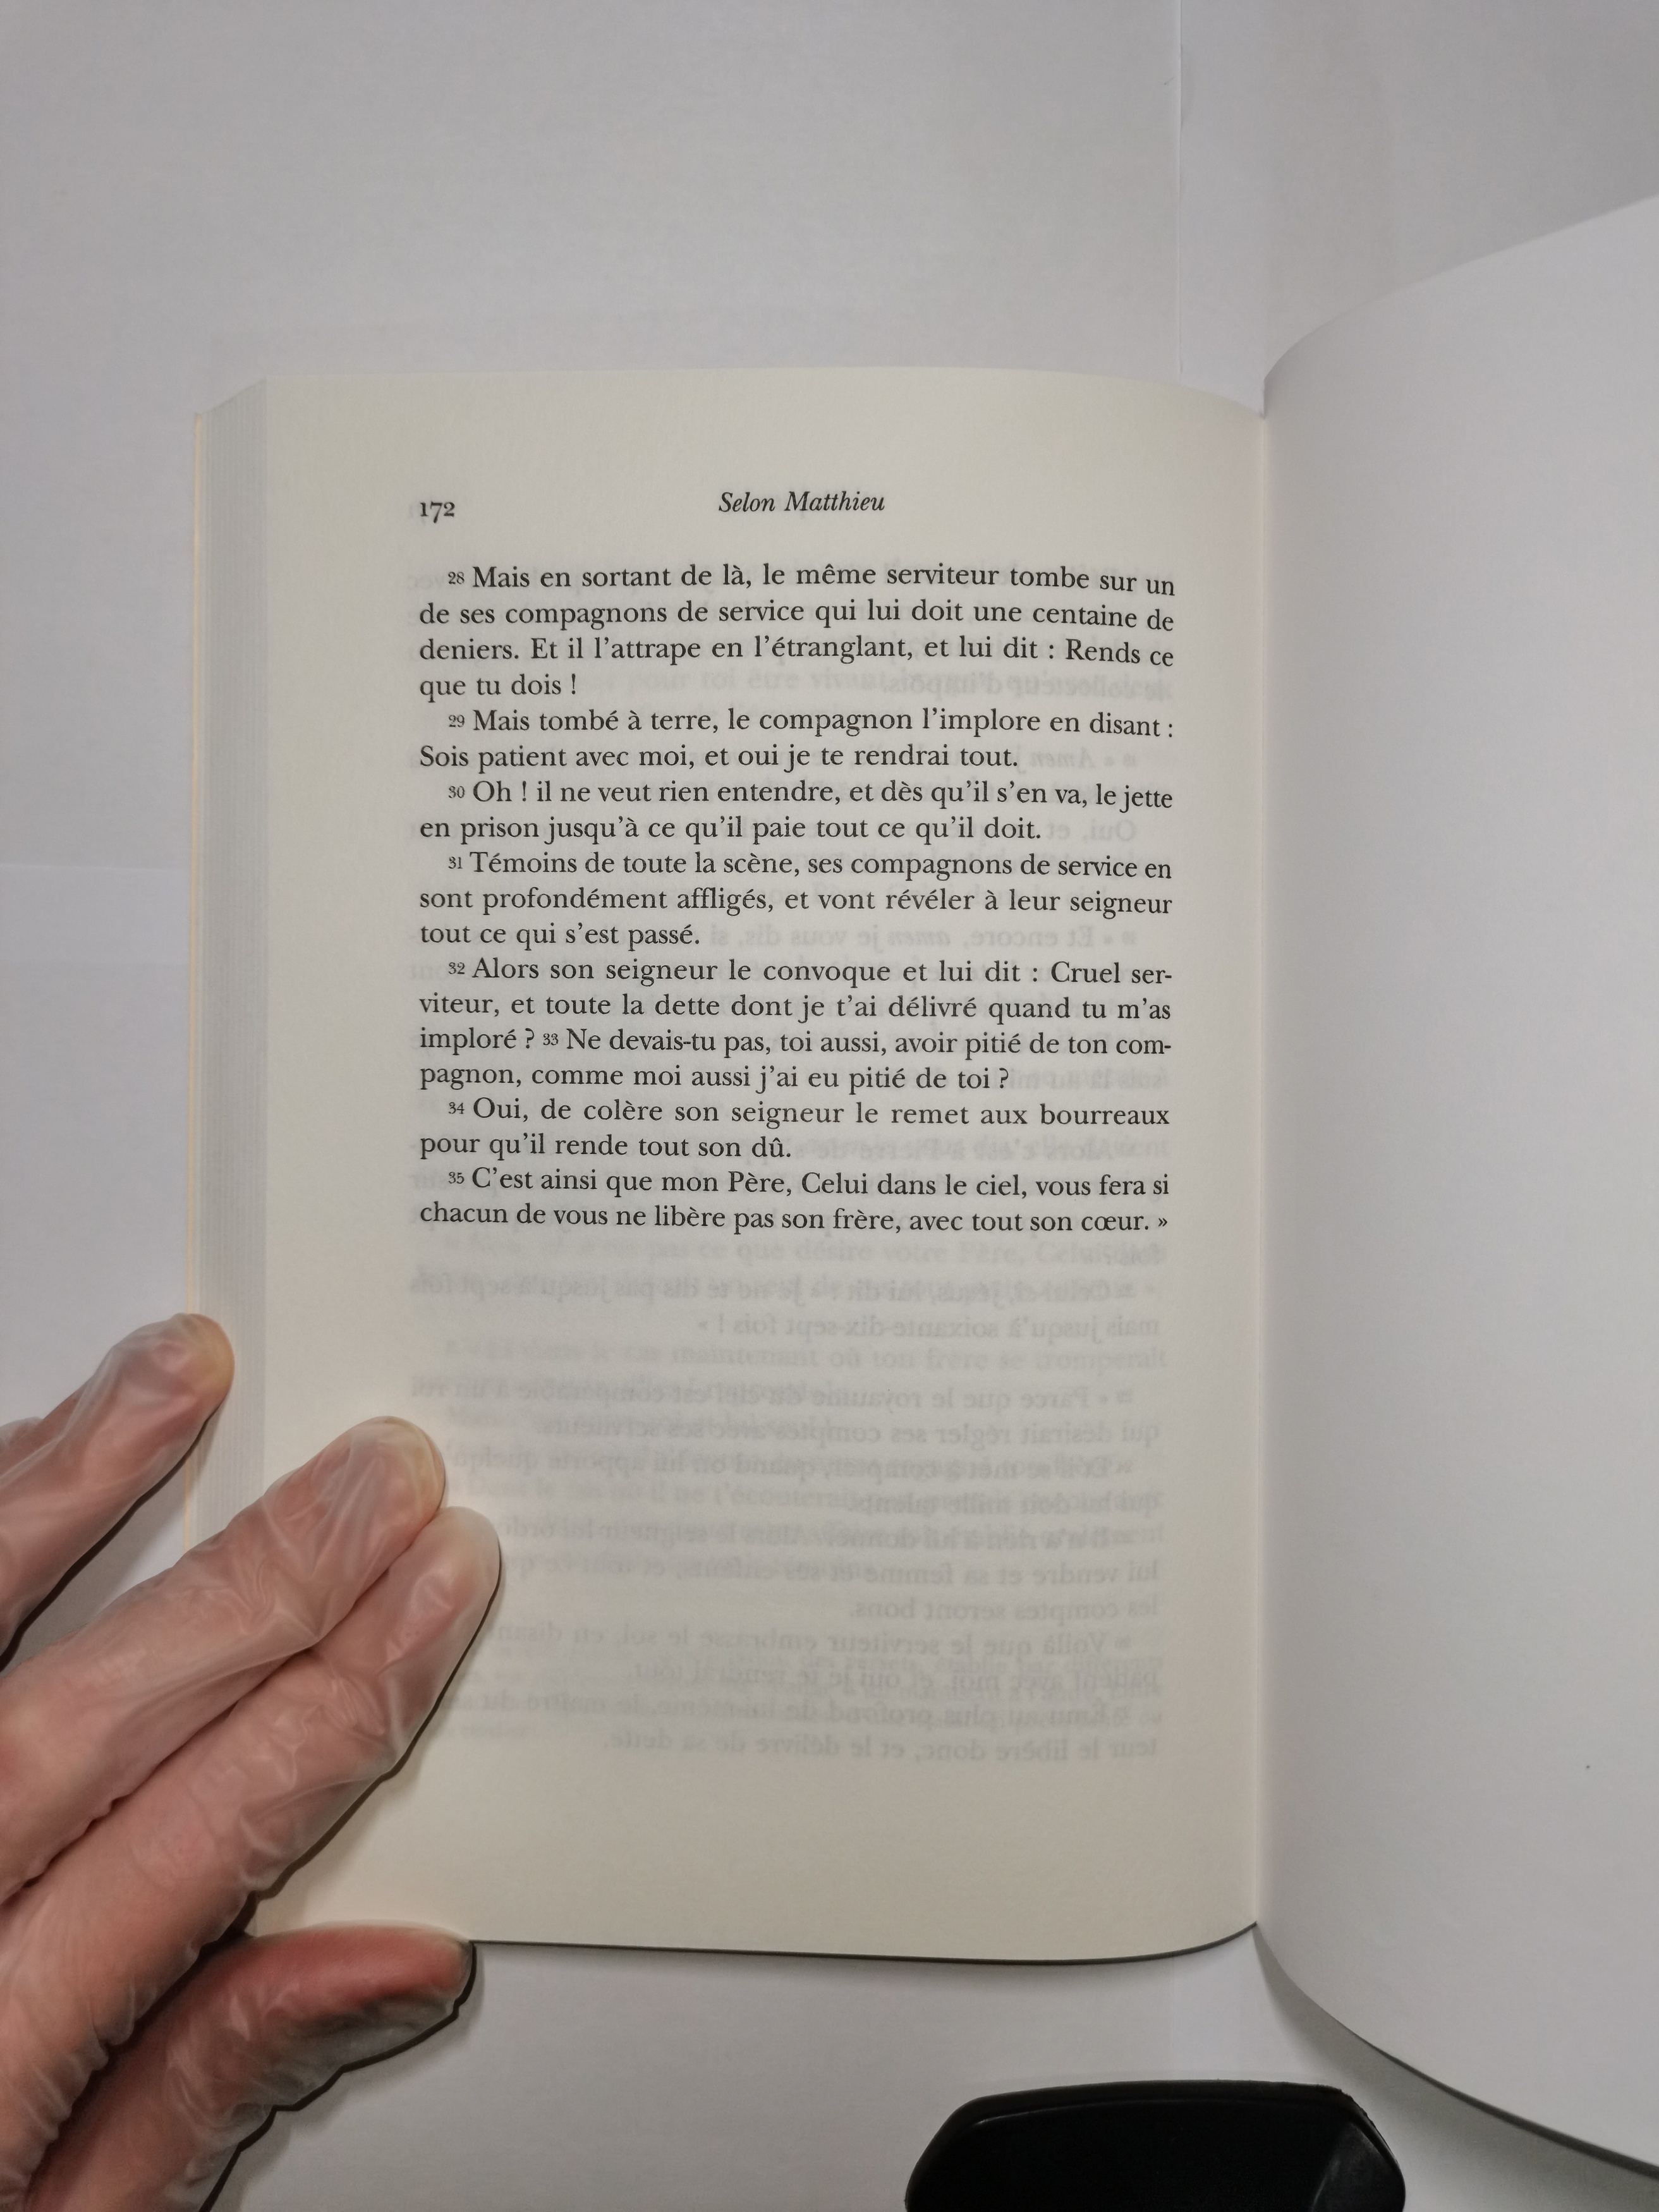 172
Selon Matthieu
28 Mais en sortant de là, le même serviteur tombe sur un
de ses compagnons de service qui lui doit une centaine de
deniers. Et il l’attrape en l’étranglant, et lui dit : Rends ce
que tu dois !
29 Mais tombé à terre, le compagnon l’implore en disant :
Sois patient avec moi, et oui je te rendrai tout.
30 Oh ! il ne veut rien entendre, et dès qu’il s’en va, le jette
en prison jusqu’à ce qu’il paie tout ce qu’il doit.
31 Témoins de toute la scène, ses compagnons de service en
sont profondément affligés, et vont révéler à leur seigneur
tout ce qui s’est passé.
32 Alors son seigneur le convoque et lui dit : Cruel ser-
viteur, et toute la dette dont je t’ai délivré quand tu m’as
imploré ? 33 Ne devais-tu pas, toi aussi, avoir pitié de ton com-
pagnon, comme moi aussi j’ai eu pitié de toi ?
34 Oui, de colère son seigneur le remet aux bourreaux
pour qu’il rende tout son dû.
35 C’est ainsi que mon Père, Celui dans le ciel, vous fera si
chacun de vous ne libère pas son frère, avec tout son cœur. »